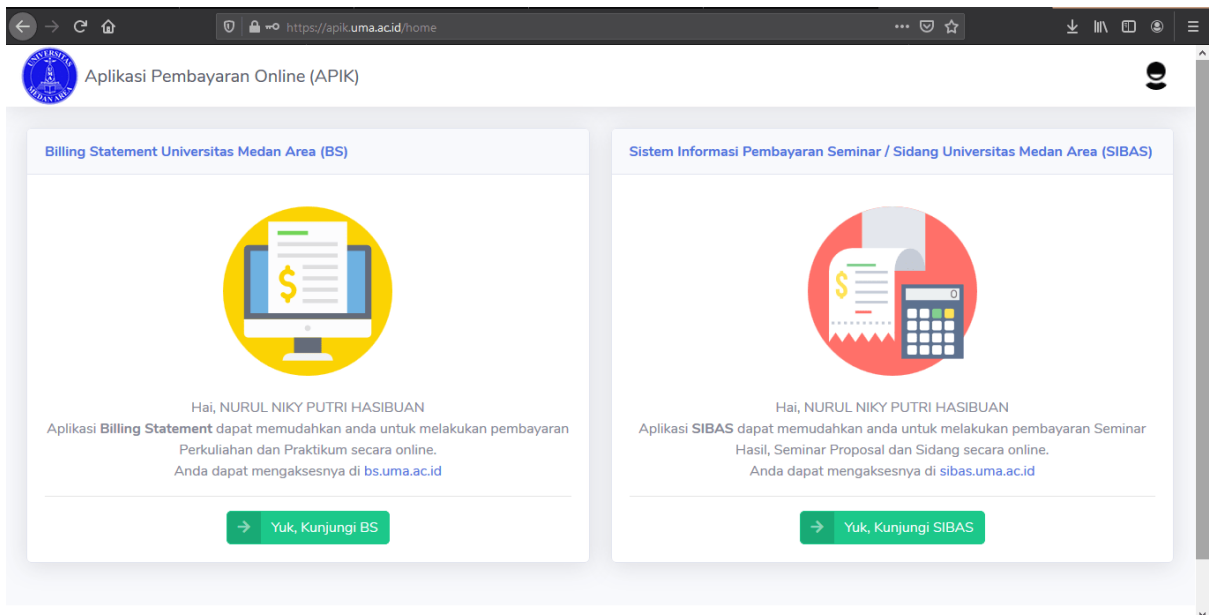 https://apik.uma.ac.id/home
UNIVERSITAS
MEDAN AREA
Aplikasi Pembayaran Online (APIK)
Billing Statement Universitas Medan Area (BS)
$
Hai, NURUL NIKY PUTRI HASIBUAN
Aplikasi Billing Statement dapat memudahkan anda untuk melakukan pembayaran
Perkuliahan dan Praktikum secara online.
Anda dapat mengaksesnya di bs.uma.ac.id
Yuk, Kunjungi BS
Sistem Informasi Pembayaran Seminar / Sidang Universitas Medan Area (SIBAS)
$
0
Hai, NURUL NIKY PUTRI HASIBUAN
Aplikasi SIBAS dapat memudahkan anda untuk melakukan pembayaran Seminar
Hasil, Seminar Proposal dan Sidang secara online.
Anda dapat mengaksesnya di sibas.uma.ac.id
Yuk, Kunjungi SIBAS